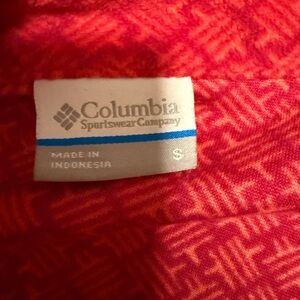 Columbia
Sportswear Company
MADE IN
INDONESIA
S